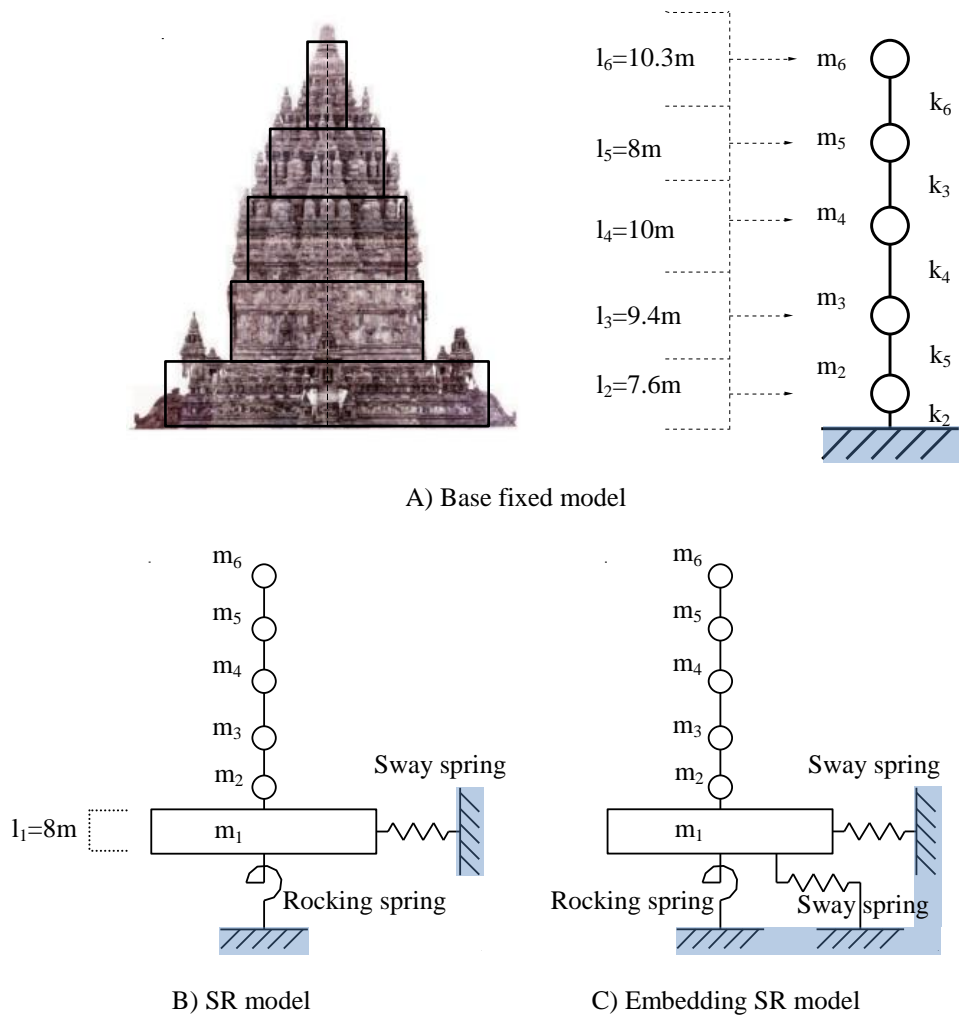 l₆=10.3m
m₆
k₆
l₅=8m
m₅
k₃
l₄=10m
m₄
k₄
l₃=9.4m
m₃
k₅
l₂=7.6m
m₂
k₂
A) Base fixed model
m₆
m₅
m₄
m₃
m₂
Sway spring
l₁=8m
m₁
Rocking spring
B) SR model
m₆
m₅
m₄
m₃
m₂
Sway spring
m₁
Rocking spring
Sway spring
C) Embedding SR model